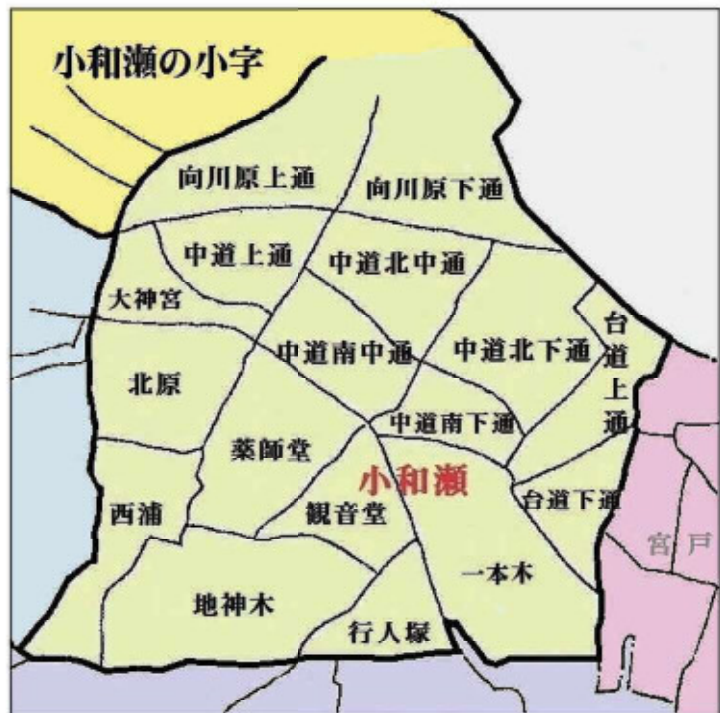 小和瀬の小字
向川原上通
向川原下通
中道上通
中道北中通
大神宮
台道上通
中道南中通
中道北下通
北原
中道南下通
薬師堂
小和瀬
台道下通
西浦
観音堂
宮戸
一本木
地神木
行人塚